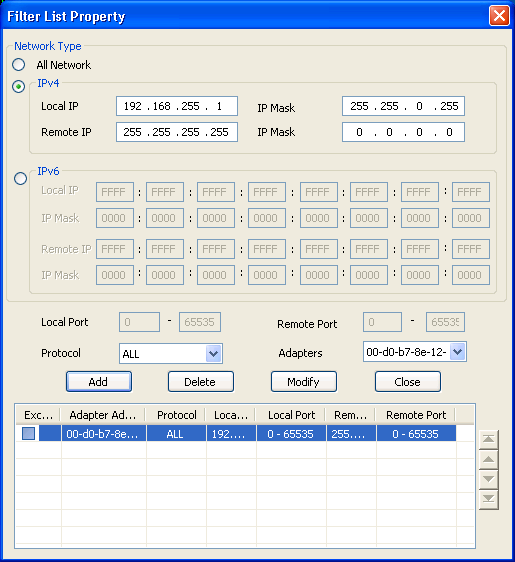 Filter List Property
Network Type
All Network
IPv4
Local IP 192 . 168 . 255 . 1 IP Mask 255 . 255 . 0 . 255
Remote IP 255 . 255 . 255 . 255 IP Mask 0 . 0 . 0 . 0
IPv6
Local IP FFFF : FFFF : FFFF : FFFF : FFFF : FFFF : FFFF : FFFF
IP Mask 0000 : 0000 : 0000 : 0000 : 0000 : 0000 : 0000 : 0000
Remote IP FFFF : FFFF : FFFF : FFFF : FFFF : FFFF : FFFF : FFFF
IP Mask 0000 : 0000 : 0000 : 0000 : 0000 : 0000 : 0000 : 0000
Local Port 0 - 65535 Remote Port 0 - 65535
Protocol ALL Adapters 00-d0-b7-8e-12-
Add Delete Modify Close
Exc... Adapter Ad... Protocol Loca... Local Port Rem... Remote Port
00-d0-b7-8e... ALL 192.... 0 - 65535 255.... 0 - 65535